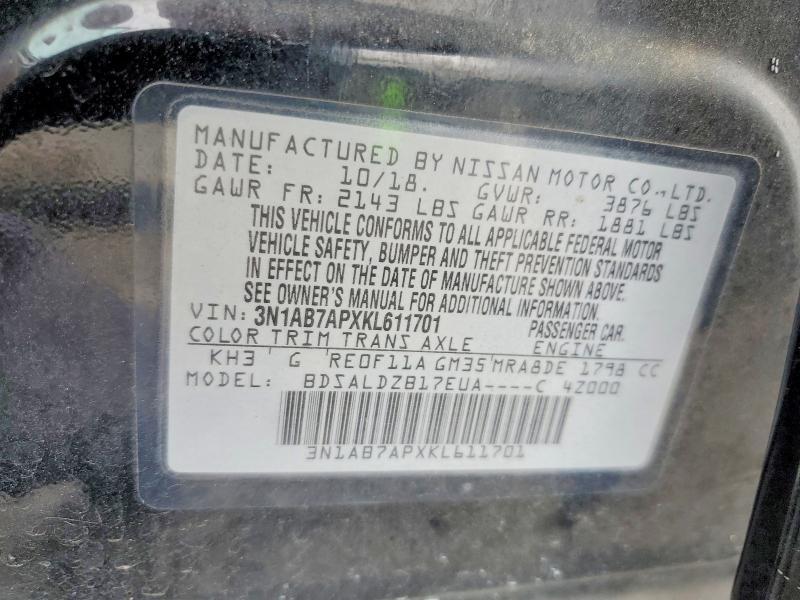 MANUFACTURED BY NISSAN MOTOR CO.,LTD.
DATE: 10/18. GVWR: 3876 LBS
GAWR FR: 2143 LBS GAWR RR: 1881 LBS
THIS VEHICLE CONFORMS TO ALL APPLICABLE FEDERAL MOTOR
VEHICLE SAFETY, BUMPER AND THEFT PREVENTION STANDARDS
IN EFFECT ON THE DATE OF MANUFACTURE SHOWN ABOVE.
SEE OWNER'S MANUAL FOR ADDITIONAL INFORMATION.
VIN: 3N1AB7APXKL611701 PASSENGER CAR.
COLOR TRIM TRANS AXLE ENGINE
KH3 G RE0F11A GM35 MRA8DE 1798 CC
MODEL: BDSALDZB17EUA----C 42000
3N1AB7APXKL611701